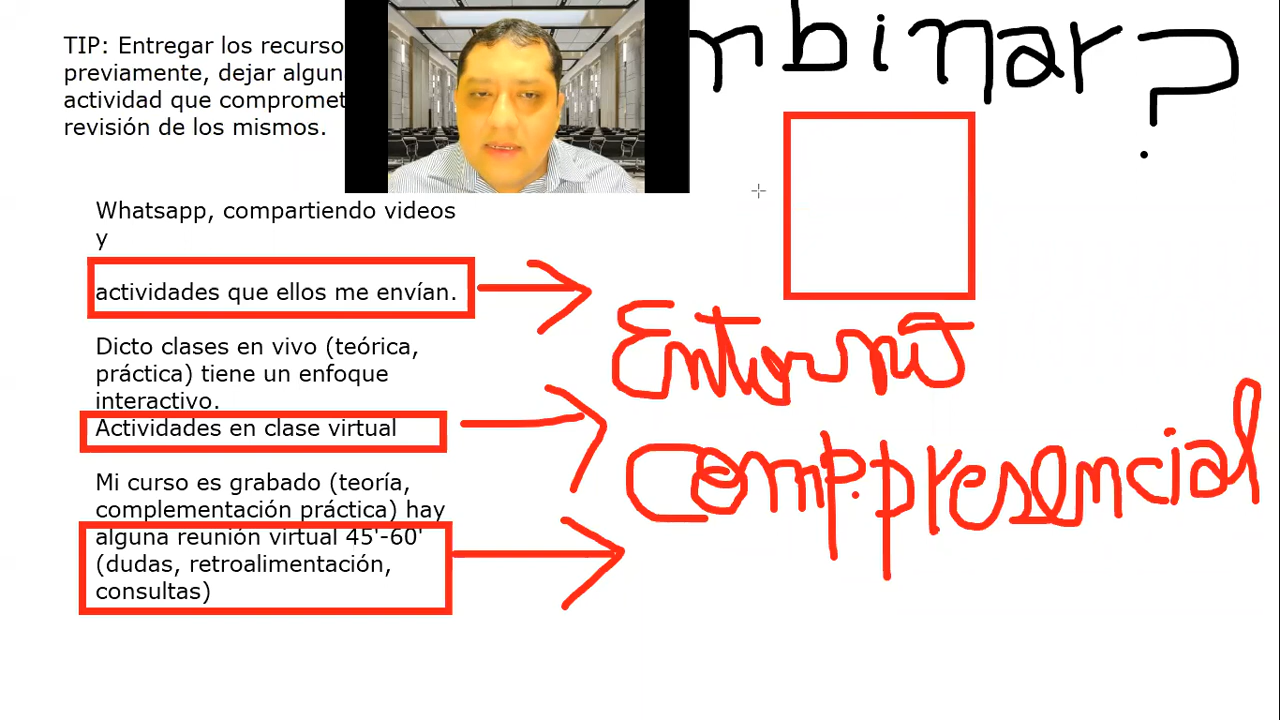 TIP: Entregar los recurso
previamente, dejar algun
actividad que compromet
revisión de los mismos.
mbinar?
Whatsapp, compartiendo videos
y
actividades que ellos me envían.
Dicto clases en vivo (teórica,
práctica) tiene un enfoque
interactivo.
Actividades en clase virtual
Mi curso es grabado (teoría,
complementación práctica) hay
alguna reunión virtual 45'-60'
(dudas, retroalimentación,
consultas)
Entorno
comp.presencial